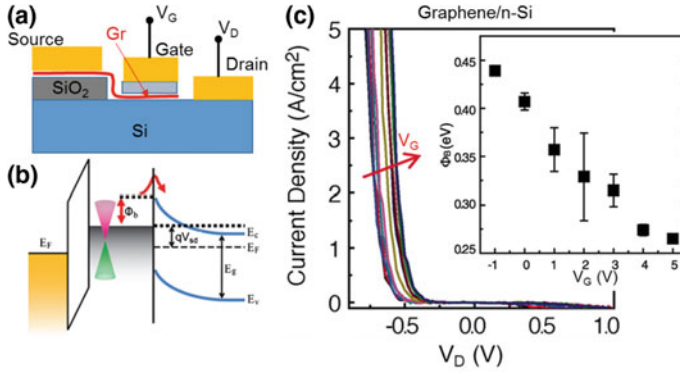 (a)
V_G
V_D
Source
Gr
Gate
Drain
SiO₂
Si
(b)
Φ_b
E_F
qV_sd
E_c
E_F
E_g
E_v
(c)
Graphene/n-Si
Current Density (A/cm²)
5
4
3
2
1
0
-0.5
0.0
0.5
1.0
V_D (V)
V_G
Φ_B(eV)
0.45
0.40
0.35
0.30
0.25
-1 0 1 2 3 4 5
V_G (V)